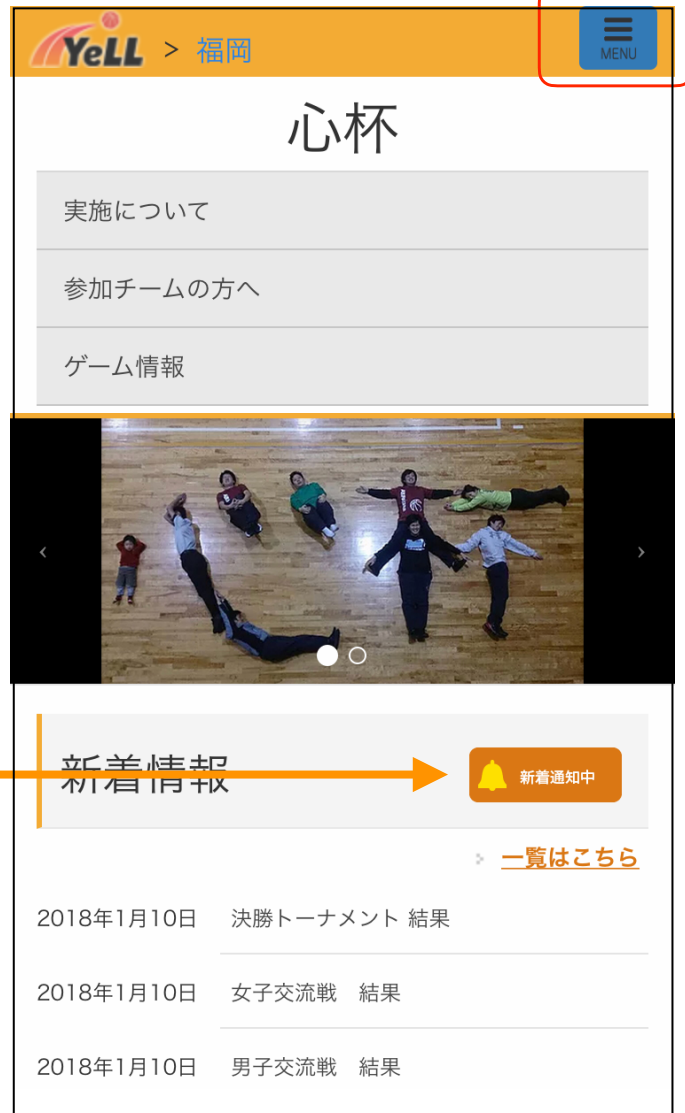 YeLL > 福岡
MENU
心杯
実施について
参加チームの方へ
ゲーム情報
新着情報
新着通知中
一覧はこちら
2018年1月10日 決勝トーナメント 結果
2018年1月10日 女子交流戦　結果
2018年1月10日 男子交流戦　結果